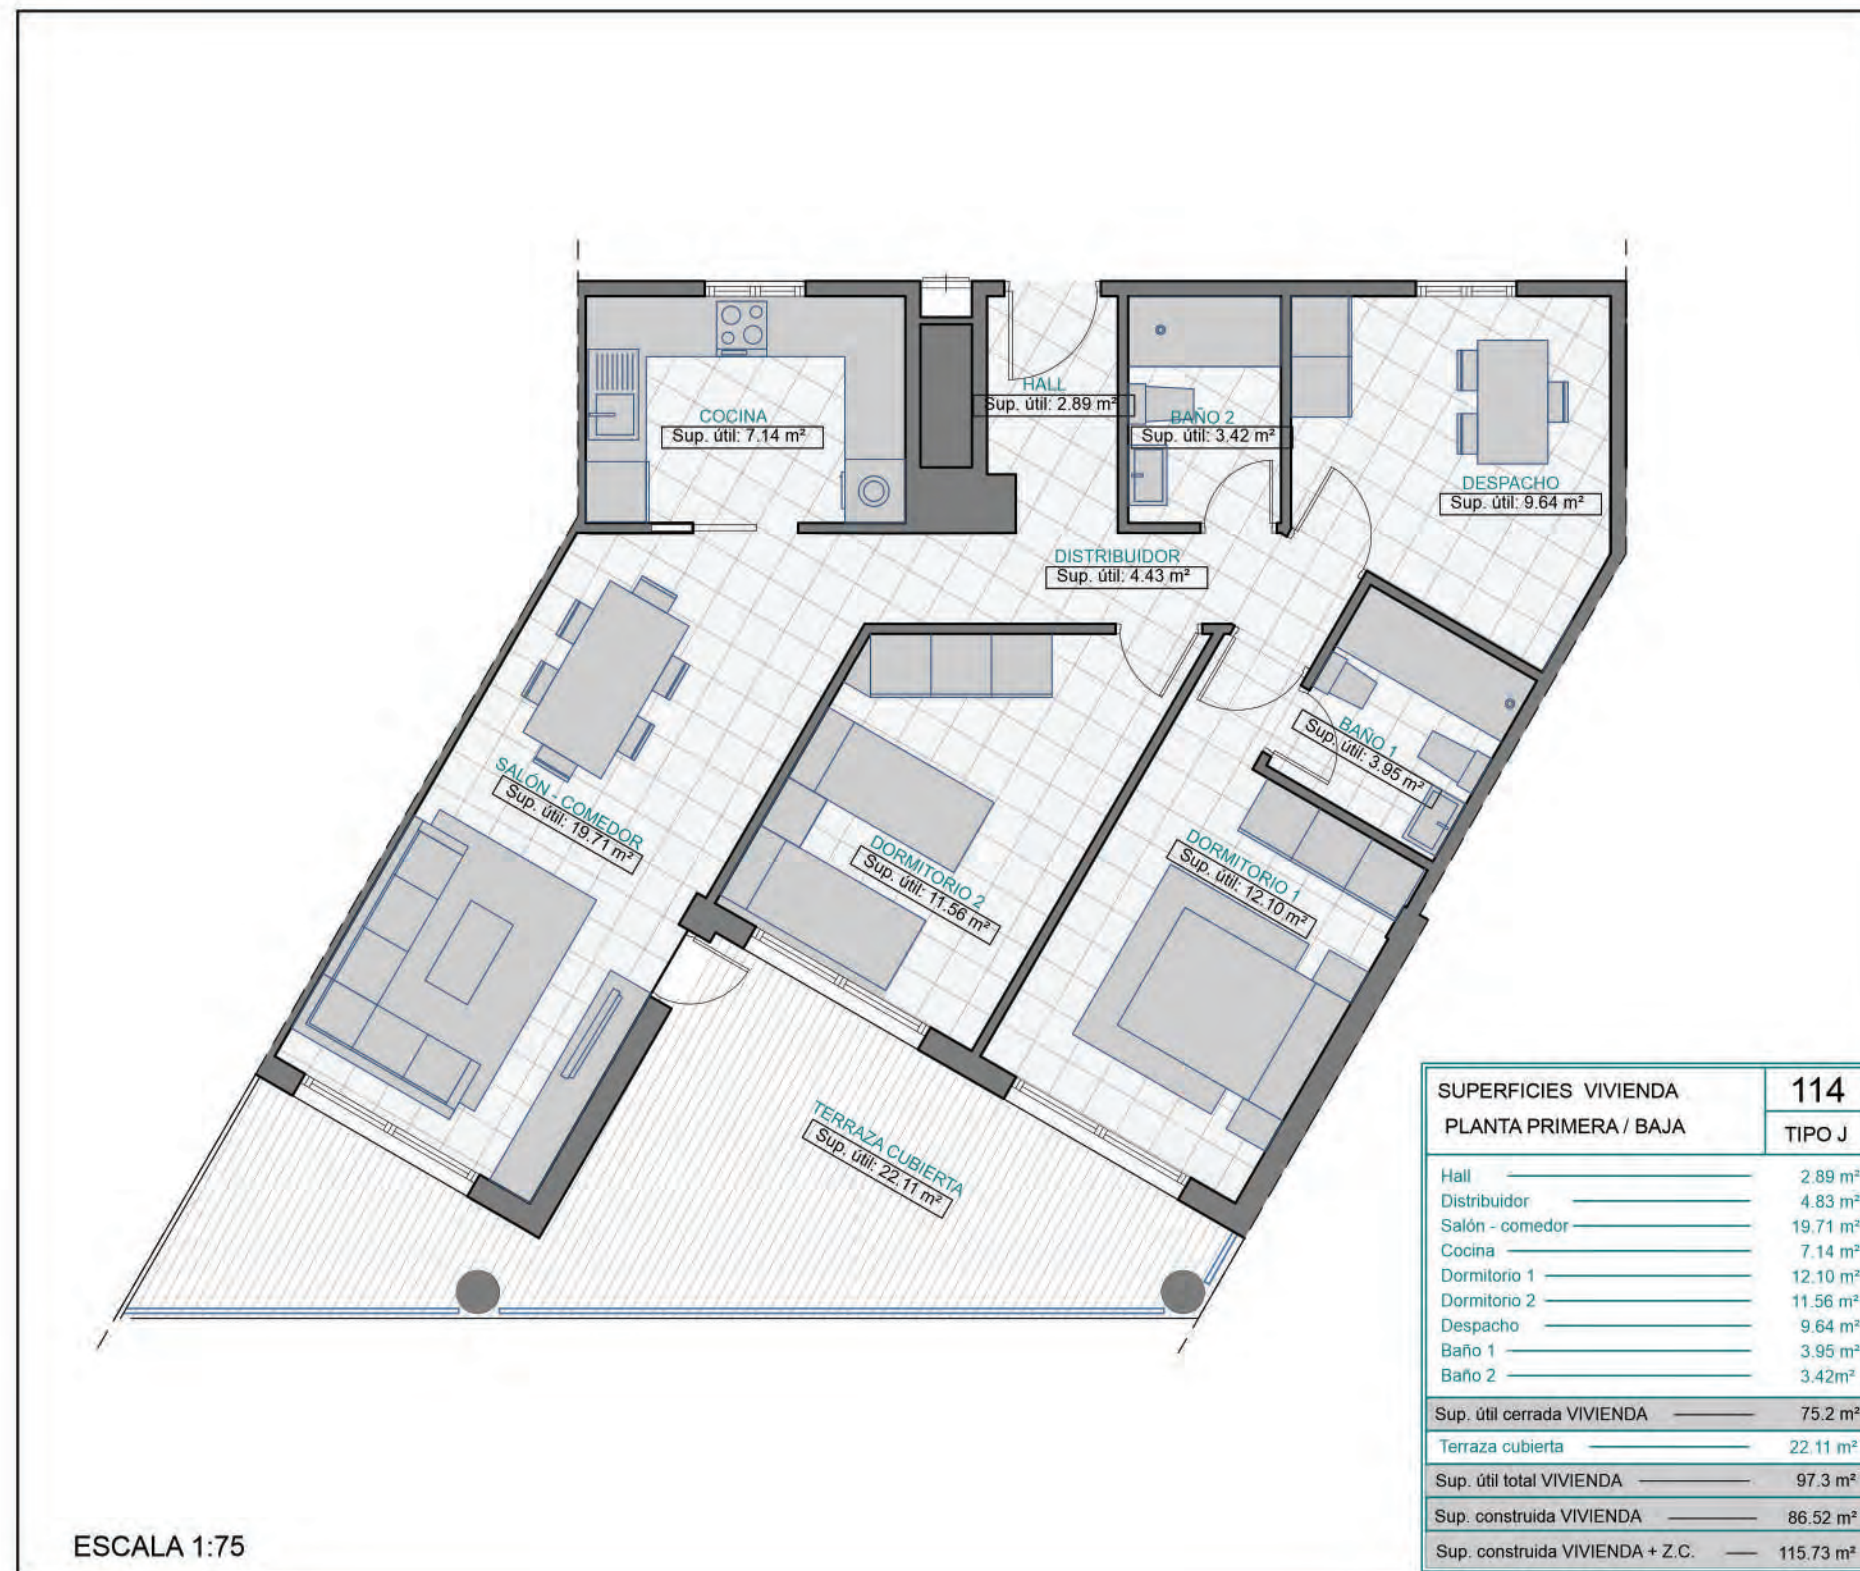 HALL
Sup. útil: 2.89 m²
COCINA
Sup. útil: 7.14 m²
BAÑO 2
Sup. útil: 3.42 m²
DESPACHO
Sup. útil: 9.64 m²
DISTRIBUIDOR
Sup. útil: 4.43 m²
BAÑO 1
Sup. útil: 3.95 m²
SALÓN - COMEDOR
Sup. útil: 19.71 m²
DORMITORIO 2
Sup. útil: 11.56 m²
DORMITORIO 1
Sup. útil: 12.10 m²
TERRAZA CUBIERTA
Sup. útil: 22.11 m²
SUPERFICIES VIVIENDA 114
PLANTA PRIMERA / BAJA TIPO J
Hall 2.89 m²
Distribuidor 4.83 m²
Salón - comedor 19.71 m²
Cocina 7.14 m²
Dormitorio 1 12.10 m²
Dormitorio 2 11.56 m²
Despacho 9.64 m²
Baño 1 3.95 m²
Baño 2 3.42m²
Sup. útil cerrada VIVIENDA 75.2 m²
Terraza cubierta 22.11 m²
Sup. útil total VIVIENDA 97.3 m²
Sup. construida VIVIENDA 86.52 m²
Sup. construida VIVIENDA + Z.C. 115.73 m²
ESCALA 1:75